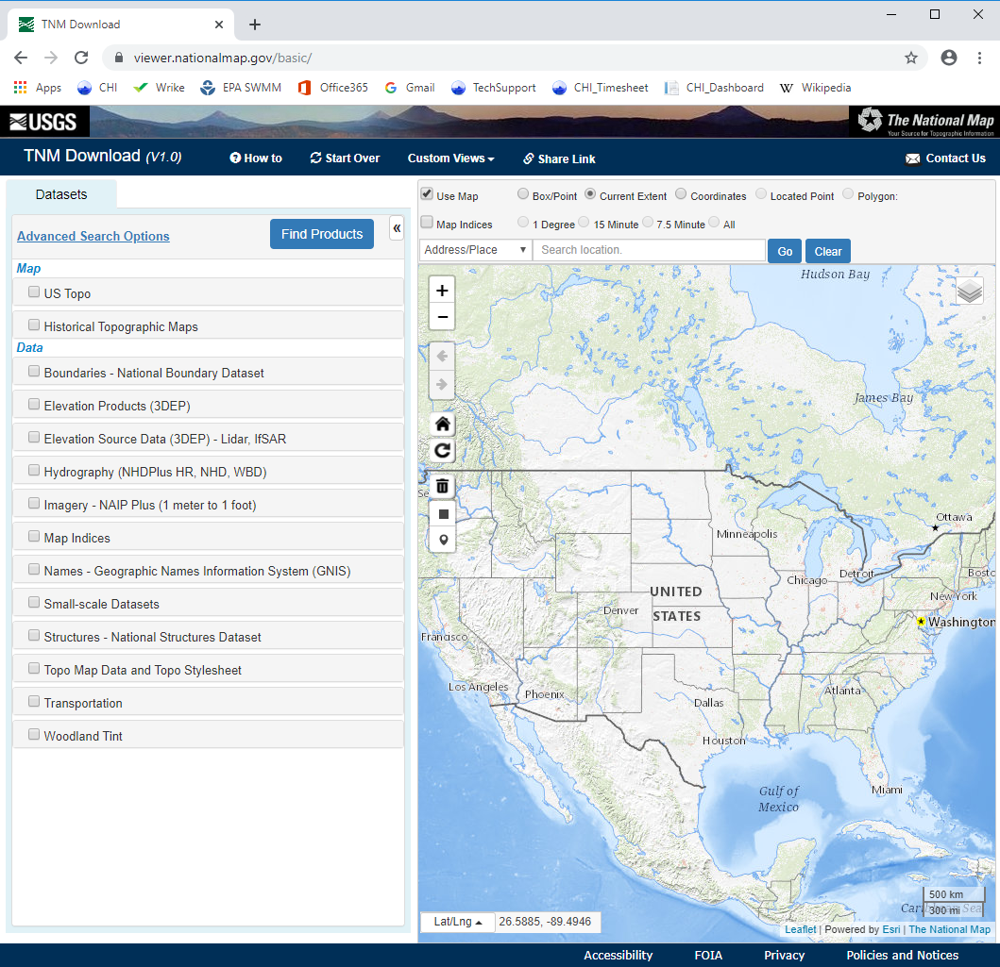 TNM Download
viewer.nationalmap.gov/basic/
Apps CHI Wrike EPA SWMM Office365 Gmail TechSupport CHI_Timesheet CHI_Dashboard W Wikipedia
USGS
The National Map
Your Source for Topographic Information
TNM Download (V1.0) How to Start Over Custom Views Share Link Contact Us
Datasets
Advanced Search Options Find Products «
Map
US Topo
Historical Topographic Maps
Data
Boundaries - National Boundary Dataset
Elevation Products (3DEP)
Elevation Source Data (3DEP) - Lidar, IfSAR
Hydrography (NHDPlus HR, NHD, WBD)
Imagery - NAIP Plus (1 meter to 1 foot)
Map Indices
Names - Geographic Names Information System (GNIS)
Small-scale Datasets
Structures - National Structures Dataset
Topo Map Data and Topo Stylesheet
Transportation
Woodland Tint
Use Map Box/Point Current Extent Coordinates Located Point Polygon:
Map Indices 1 Degree 15 Minute 7.5 Minute All
Address/Place Search location. Go Clear
+
−
Hudson Bay
James Bay
Se
Ottawa
Minneapolis
Chicago
Detroit
Bosto
New York
UNITED
STATES
Denver
Washington
Francisco
Los Angeles
Phoenix
Atlanta
Dallas
Houston
Gulf of
Mexico
Miami
500 km
300 mi
Caribbean Sea
Lat/Lng 26.5885, -89.4946
Leaflet | Powered by Esri | The National Map
Accessibility FOIA Privacy Policies and Notices